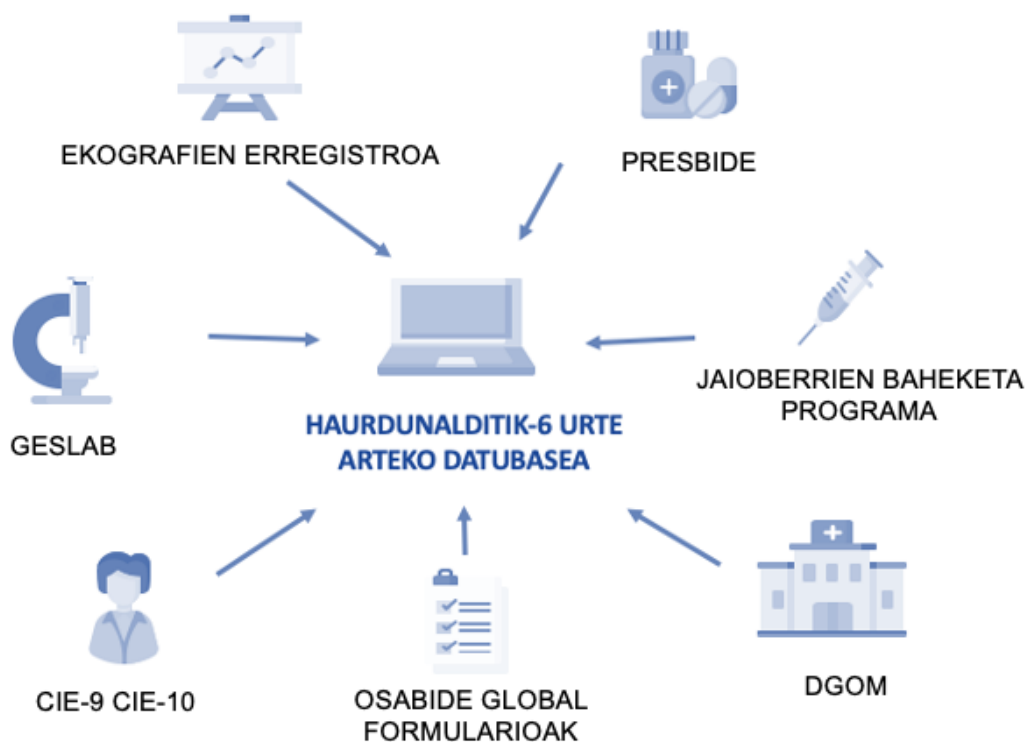 EKOGRAFIEN ERREGISTROA
PRESBIDE
GESLAB
HAURDUNALDITIK-6 URTE
ARTEKO DATUBASEA
JAIOBERRIEN BAHEKETA
PROGRAMA
CIE-9 CIE-10
OSABIDE GLOBAL
FORMULARIOAK
DGOM